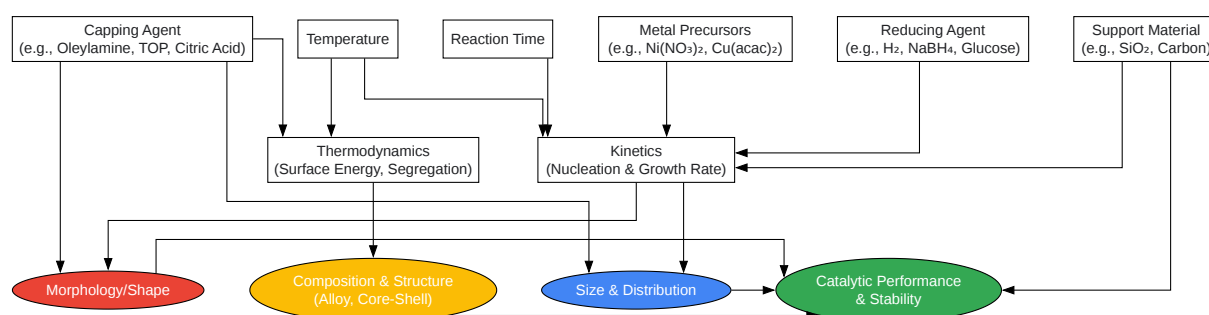 Capping Agent
(e.g., Oleylamine, TOP, Citric Acid)
Temperature
Reaction Time
Metal Precursors
(e.g., Ni(NO₃)₂, Cu(acac)₂)
Reducing Agent
(e.g., H₂, NaBH₄, Glucose)
Support Material
(e.g., SiO₂, Carbon)
Thermodynamics
(Surface Energy, Segregation)
Kinetics
(Nucleation & Growth Rate)
Morphology/Shape
Composition & Structure
(Alloy, Core-Shell)
Size & Distribution
Catalytic Performance
& Stability